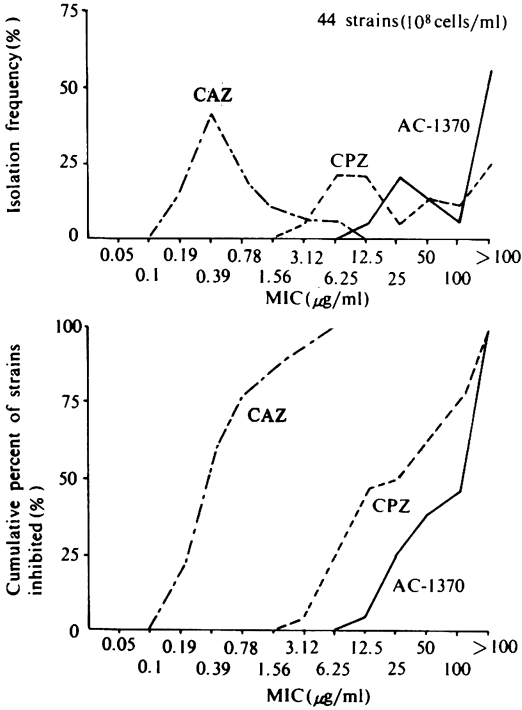 75
44 strains(10⁸cells/ml)
Isolation frequency(%)
50
CAZ
AC-1370
CPZ
25
0
0.05 0.19 0.78 3.12 12.5 50 >100
0.1 0.39 1.56 6.25 25 100
MIC(μg/ml)
100
Cumulative percent of strains
inhibited(%)
75
CAZ
50
CPZ
25
AC-1370
0
0.05 0.19 0.78 3.12 12.5 50 >100
0.1 0.39 1.56 6.25 25 100
MIC(μg/ml)